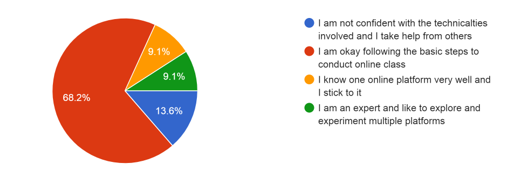 9.1%
9.1%
68.2%
13.6%
I am not confident with the technicalties
involved and I take help from others
I am okay following the basic steps to
conduct online class
I know one online platform very well and
I stick to it
I am an expert and like to explore and
experiment multiple platforms